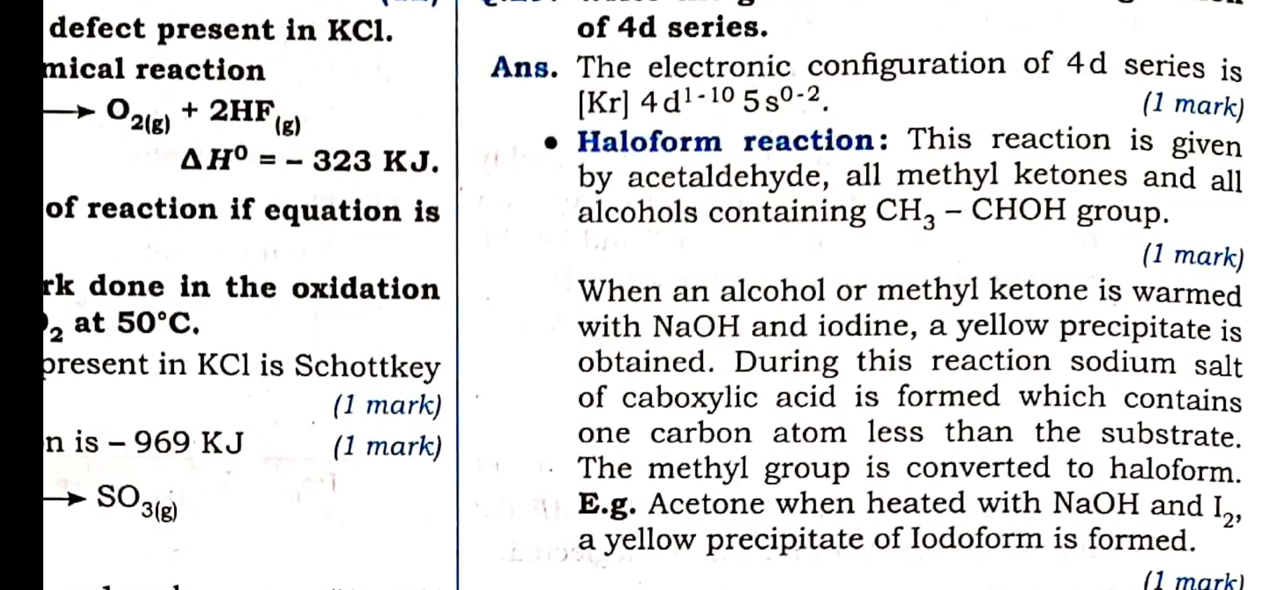 defect present in KCl.
mical reaction
⟶ O2(g) + 2HF(g)
ΔH⁰ = – 323 KJ.
of reaction if equation is
rk done in the oxidation
2 at 50°C.
present in KCl is Schottky
(1 mark)
n is – 969 KJ (1 mark)
⟶ SO3(g)
of 4d series.
Ans. The electronic configuration of 4d series is
[Kr] 4d¹⁻¹⁰ 5s⁰⁻². (1 mark)
• Haloform reaction: This reaction is given
by acetaldehyde, all methyl ketones and all
alcohols containing CH₃ – CHOH group.
(1 mark)
When an alcohol or methyl ketone is warmed
with NaOH and iodine, a yellow precipitate is
obtained. During this reaction sodium salt
of caboxylic acid is formed which contains
one carbon atom less than the substrate.
The methyl group is converted to haloform.
E.g. Acetone when heated with NaOH and I₂,
a yellow precipitate of Iodoform is formed.
(1 mark)